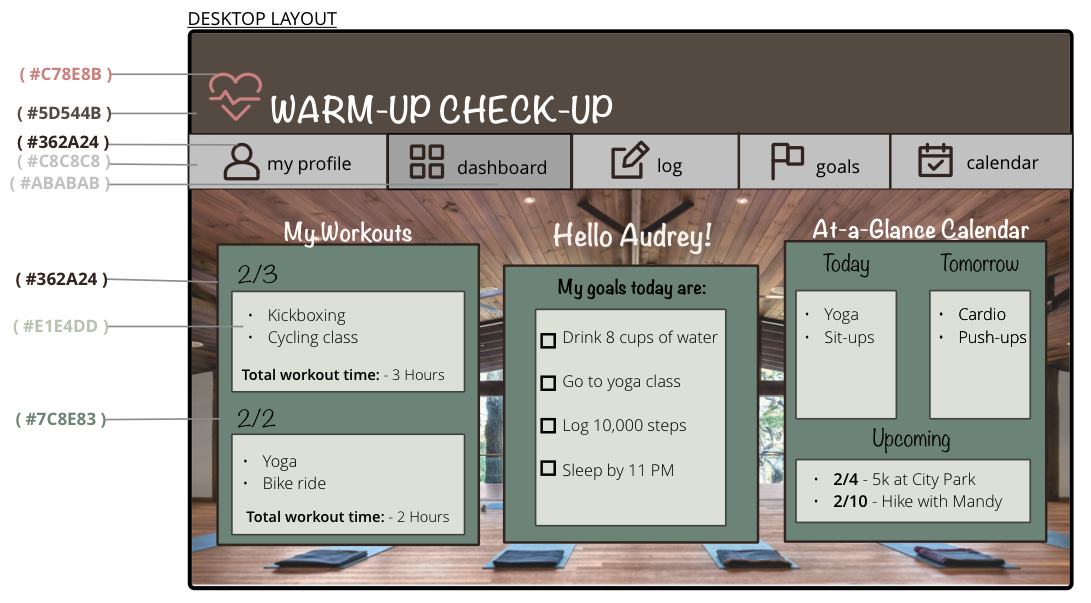 DESKTOP LAYOUT
( #C78E8B )
( #5D544B )
WARM-UP CHECK-UP
( #362A24 )
( #C8C8C8 )
( #ABABAB )
my profile
dashboard
log
goals
calendar
My Workouts
2/3
• Kickboxing
• Cycling class
Total workout time: - 3 Hours
2/2
• Yoga
• Bike ride
Total workout time: - 2 Hours
( #362A24 )
( #E1E4DD )
( #7C8E83 )
Hello Audrey!
My goals today are:
Drink 8 cups of water
Go to yoga class
Log 10,000 steps
Sleep by 11 PM
At-a-Glance Calendar
Today
• Yoga
• Sit-ups
Tomorrow
• Cardio
• Push-ups
Upcoming
• 2/4 - 5k at City Park
• 2/10 - Hike with Mandy